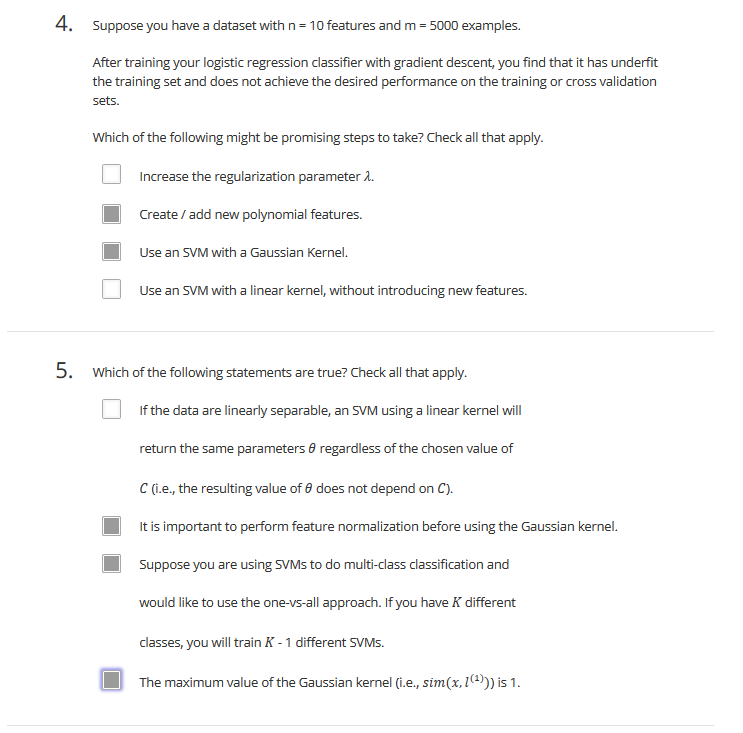 4. Suppose you have a dataset with n = 10 features and m = 5000 examples.
After training your logistic regression classifier with gradient descent, you find that it has underfit
the training set and does not achieve the desired performance on the training or cross validation
sets.
Which of the following might be promising steps to take? Check all that apply.
Increase the regularization parameter λ.
Create / add new polynomial features.
Use an SVM with a Gaussian Kernel.
Use an SVM with a linear kernel, without introducing new features.
5. Which of the following statements are true? Check all that apply.
If the data are linearly separable, an SVM using a linear kernel will
return the same parameters θ regardless of the chosen value of
C (i.e., the resulting value of θ does not depend on C).
It is important to perform feature normalization before using the Gaussian kernel.
Suppose you are using SVMs to do multi-class classification and
would like to use the one-vs-all approach. If you have K different
classes, you will train K - 1 different SVMs.
The maximum value of the Gaussian kernel (i.e., sim(x, l⁽¹⁾)) is 1.